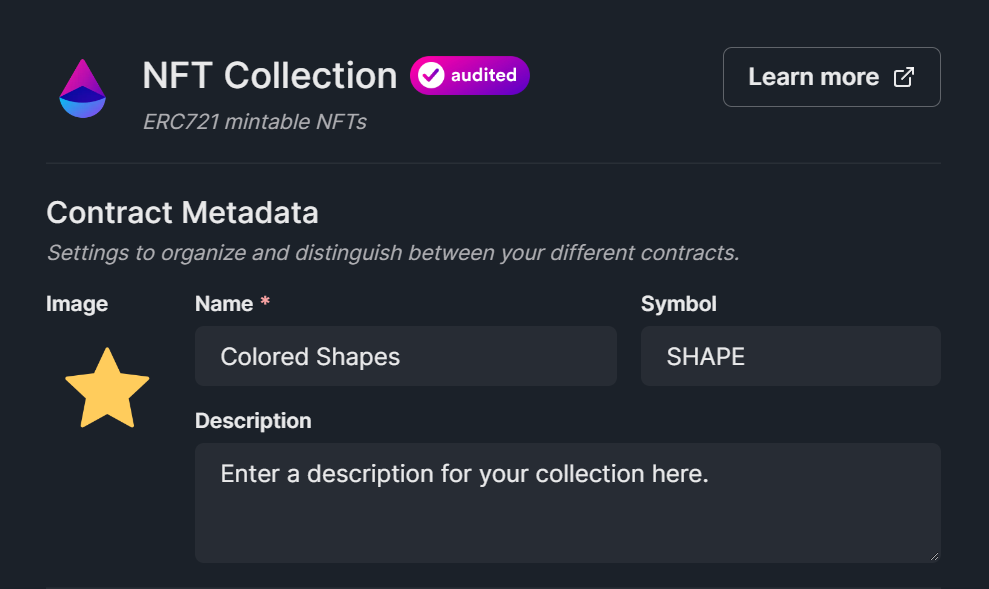 NFT Collection audited
Learn more
ERC721 mintable NFTs
Contract Metadata
Settings to organize and distinguish between your different contracts.
Image
Name *
Symbol
Colored Shapes
SHAPE
Description
Enter a description for your collection here.